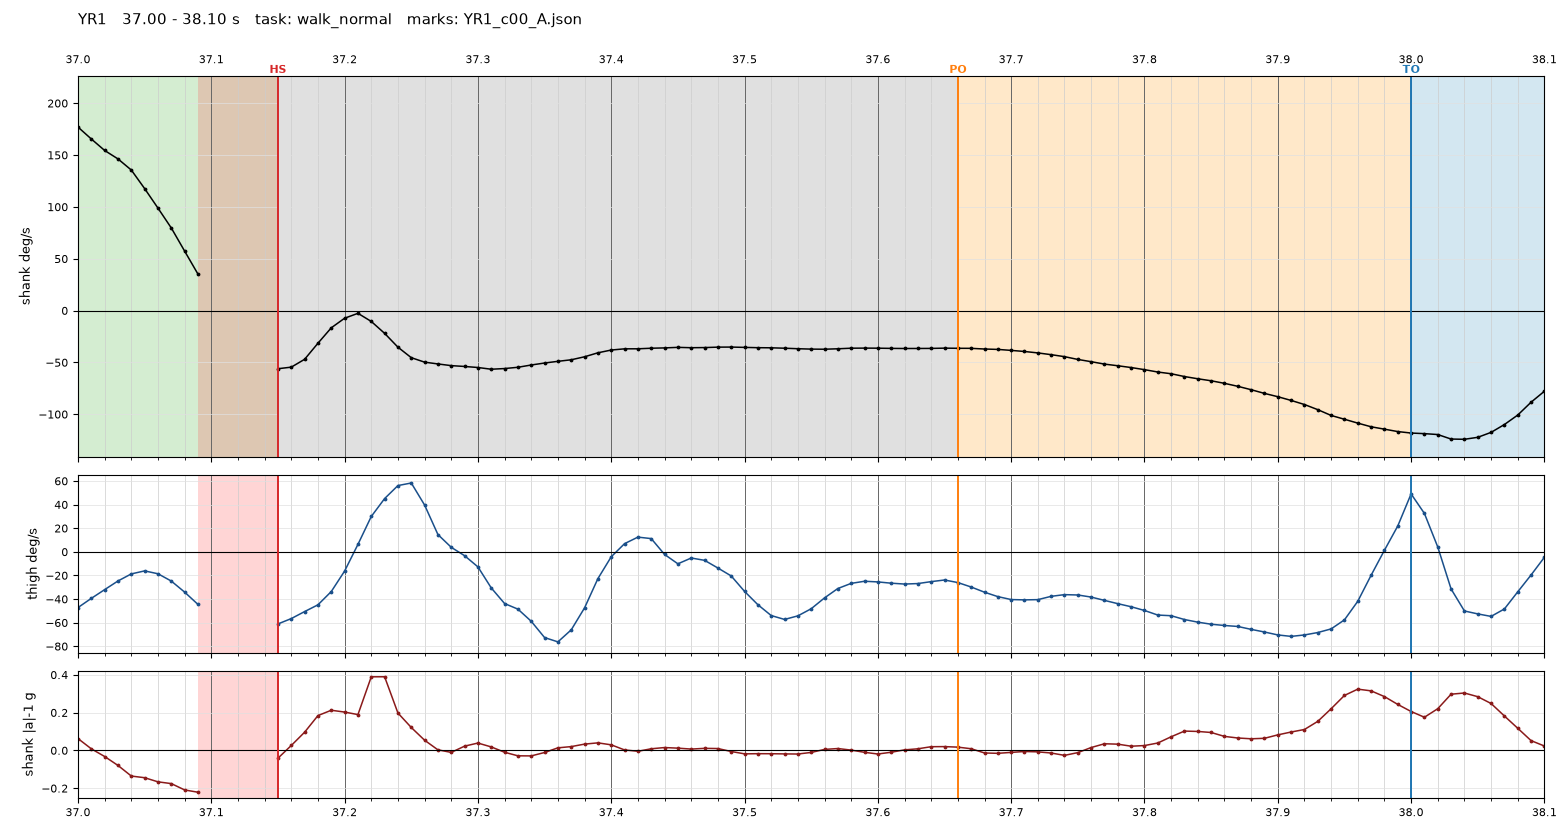 YR1   37.00 - 38.10 s   task: walk_normal   marks: YR1_c00_A.json
37.0 37.1 37.2 37.3 37.4 37.5 37.6 37.7 37.8 37.9 38.0 38.1
HS PO TO
shank deg/s
200
150
100
50
0
−50
−100
thigh deg/s
60
40
20
0
−20
−40
−60
−80
shank |a|-1 g
0.4
0.2
0.0
−0.2
37.0 37.1 37.2 37.3 37.4 37.5 37.6 37.7 37.8 37.9 38.0 38.1